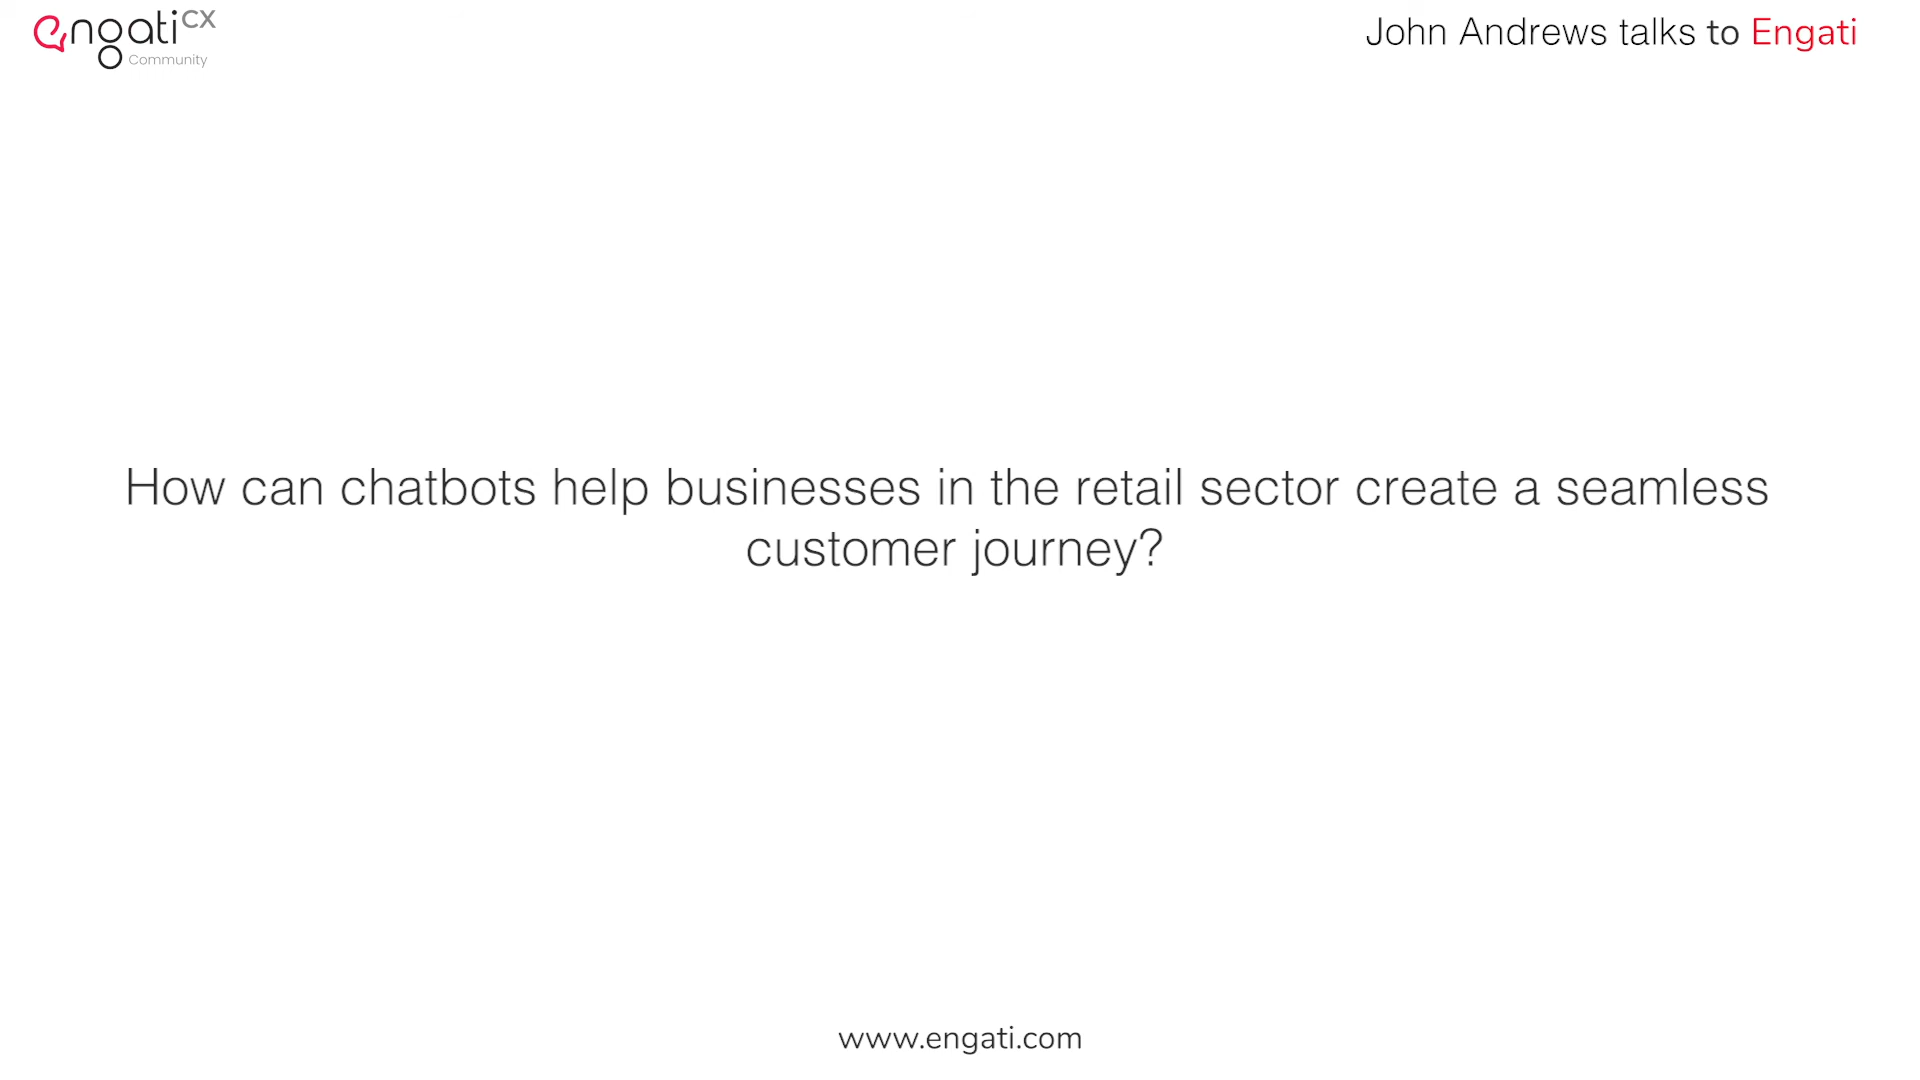 engati CX
Community
John Andrews talks to Engati
How can chatbots help businesses in the retail sector create a seamless
customer journey?
www.engati.com